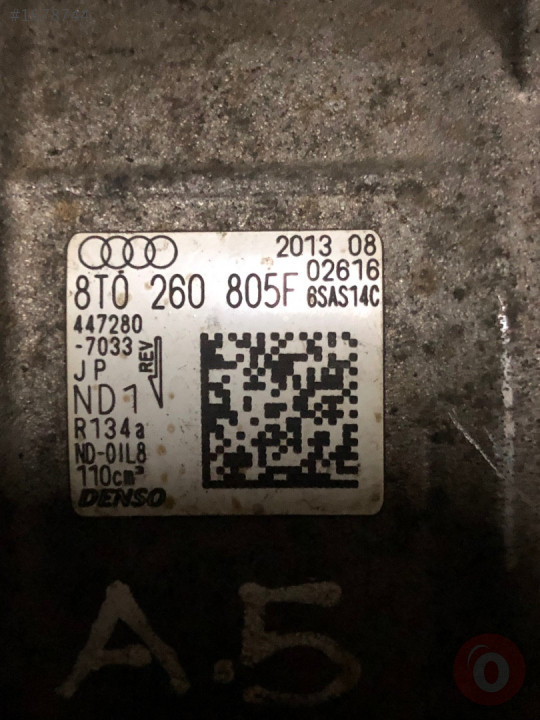 2013 08
8T0 260 805F
02616
6SAS14C
447280
-7033
REV
JP
ND1
R134a
ND-OIL8
110cm³
DENSO
A.5